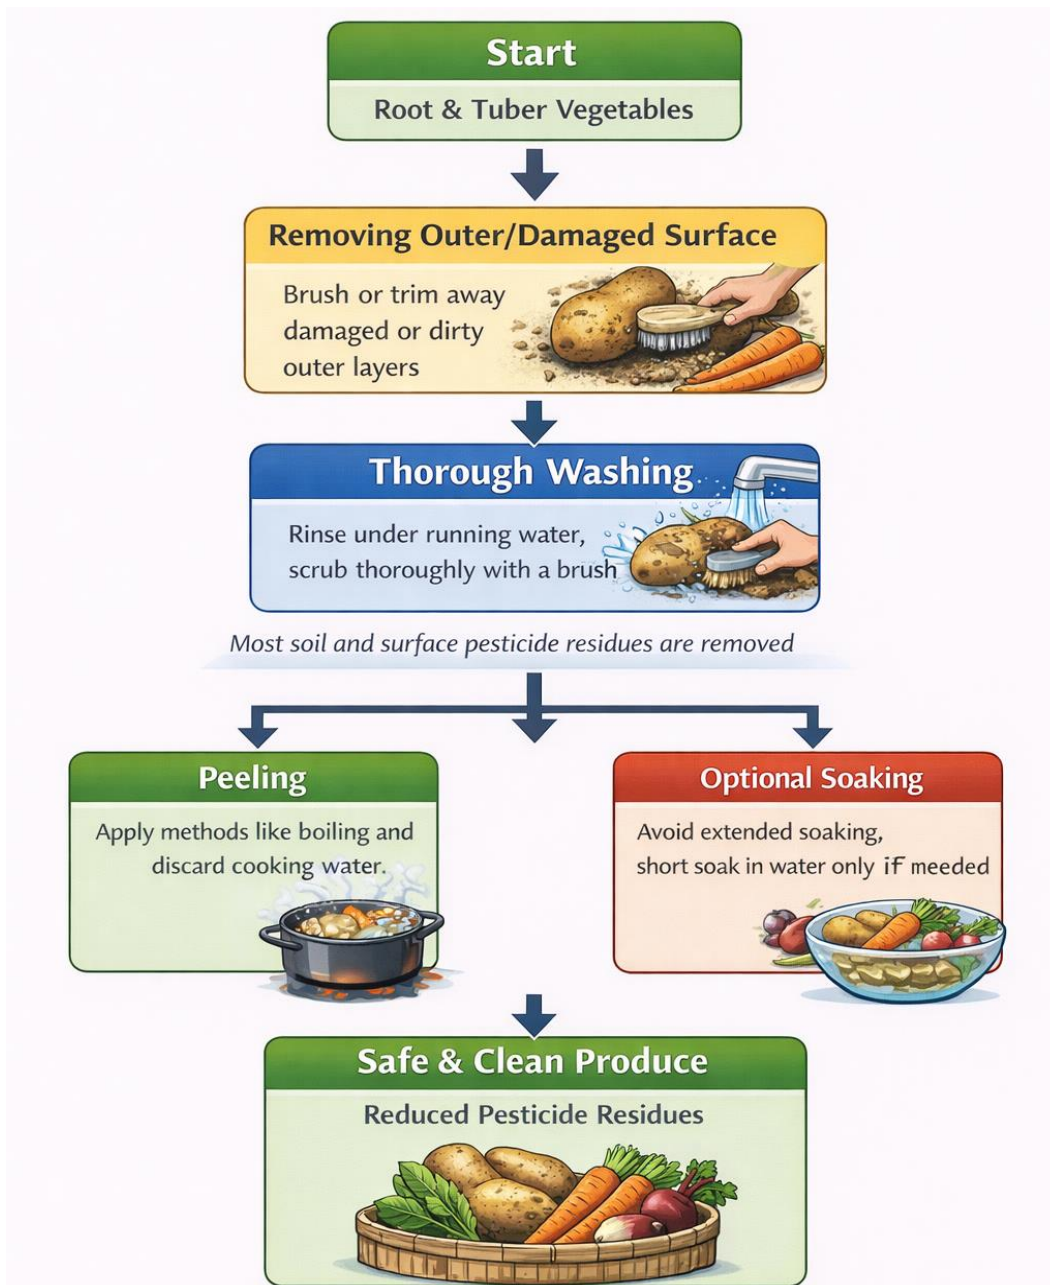 Start
Root & Tuber Vegetables
Removing Outer/Damaged Surface
Brush or trim away
damaged or dirty
outer layers
Thorough Washing
Rinse under running water,
scrub thoroughly with a brush
Most soil and surface pesticide residues are removed
Peeling
Apply methods like boiling and
discard cooking water.
Optional Soaking
Avoid extended soaking,
short soak in water only if meeded
Safe & Clean Produce
Reduced Pesticide Residues